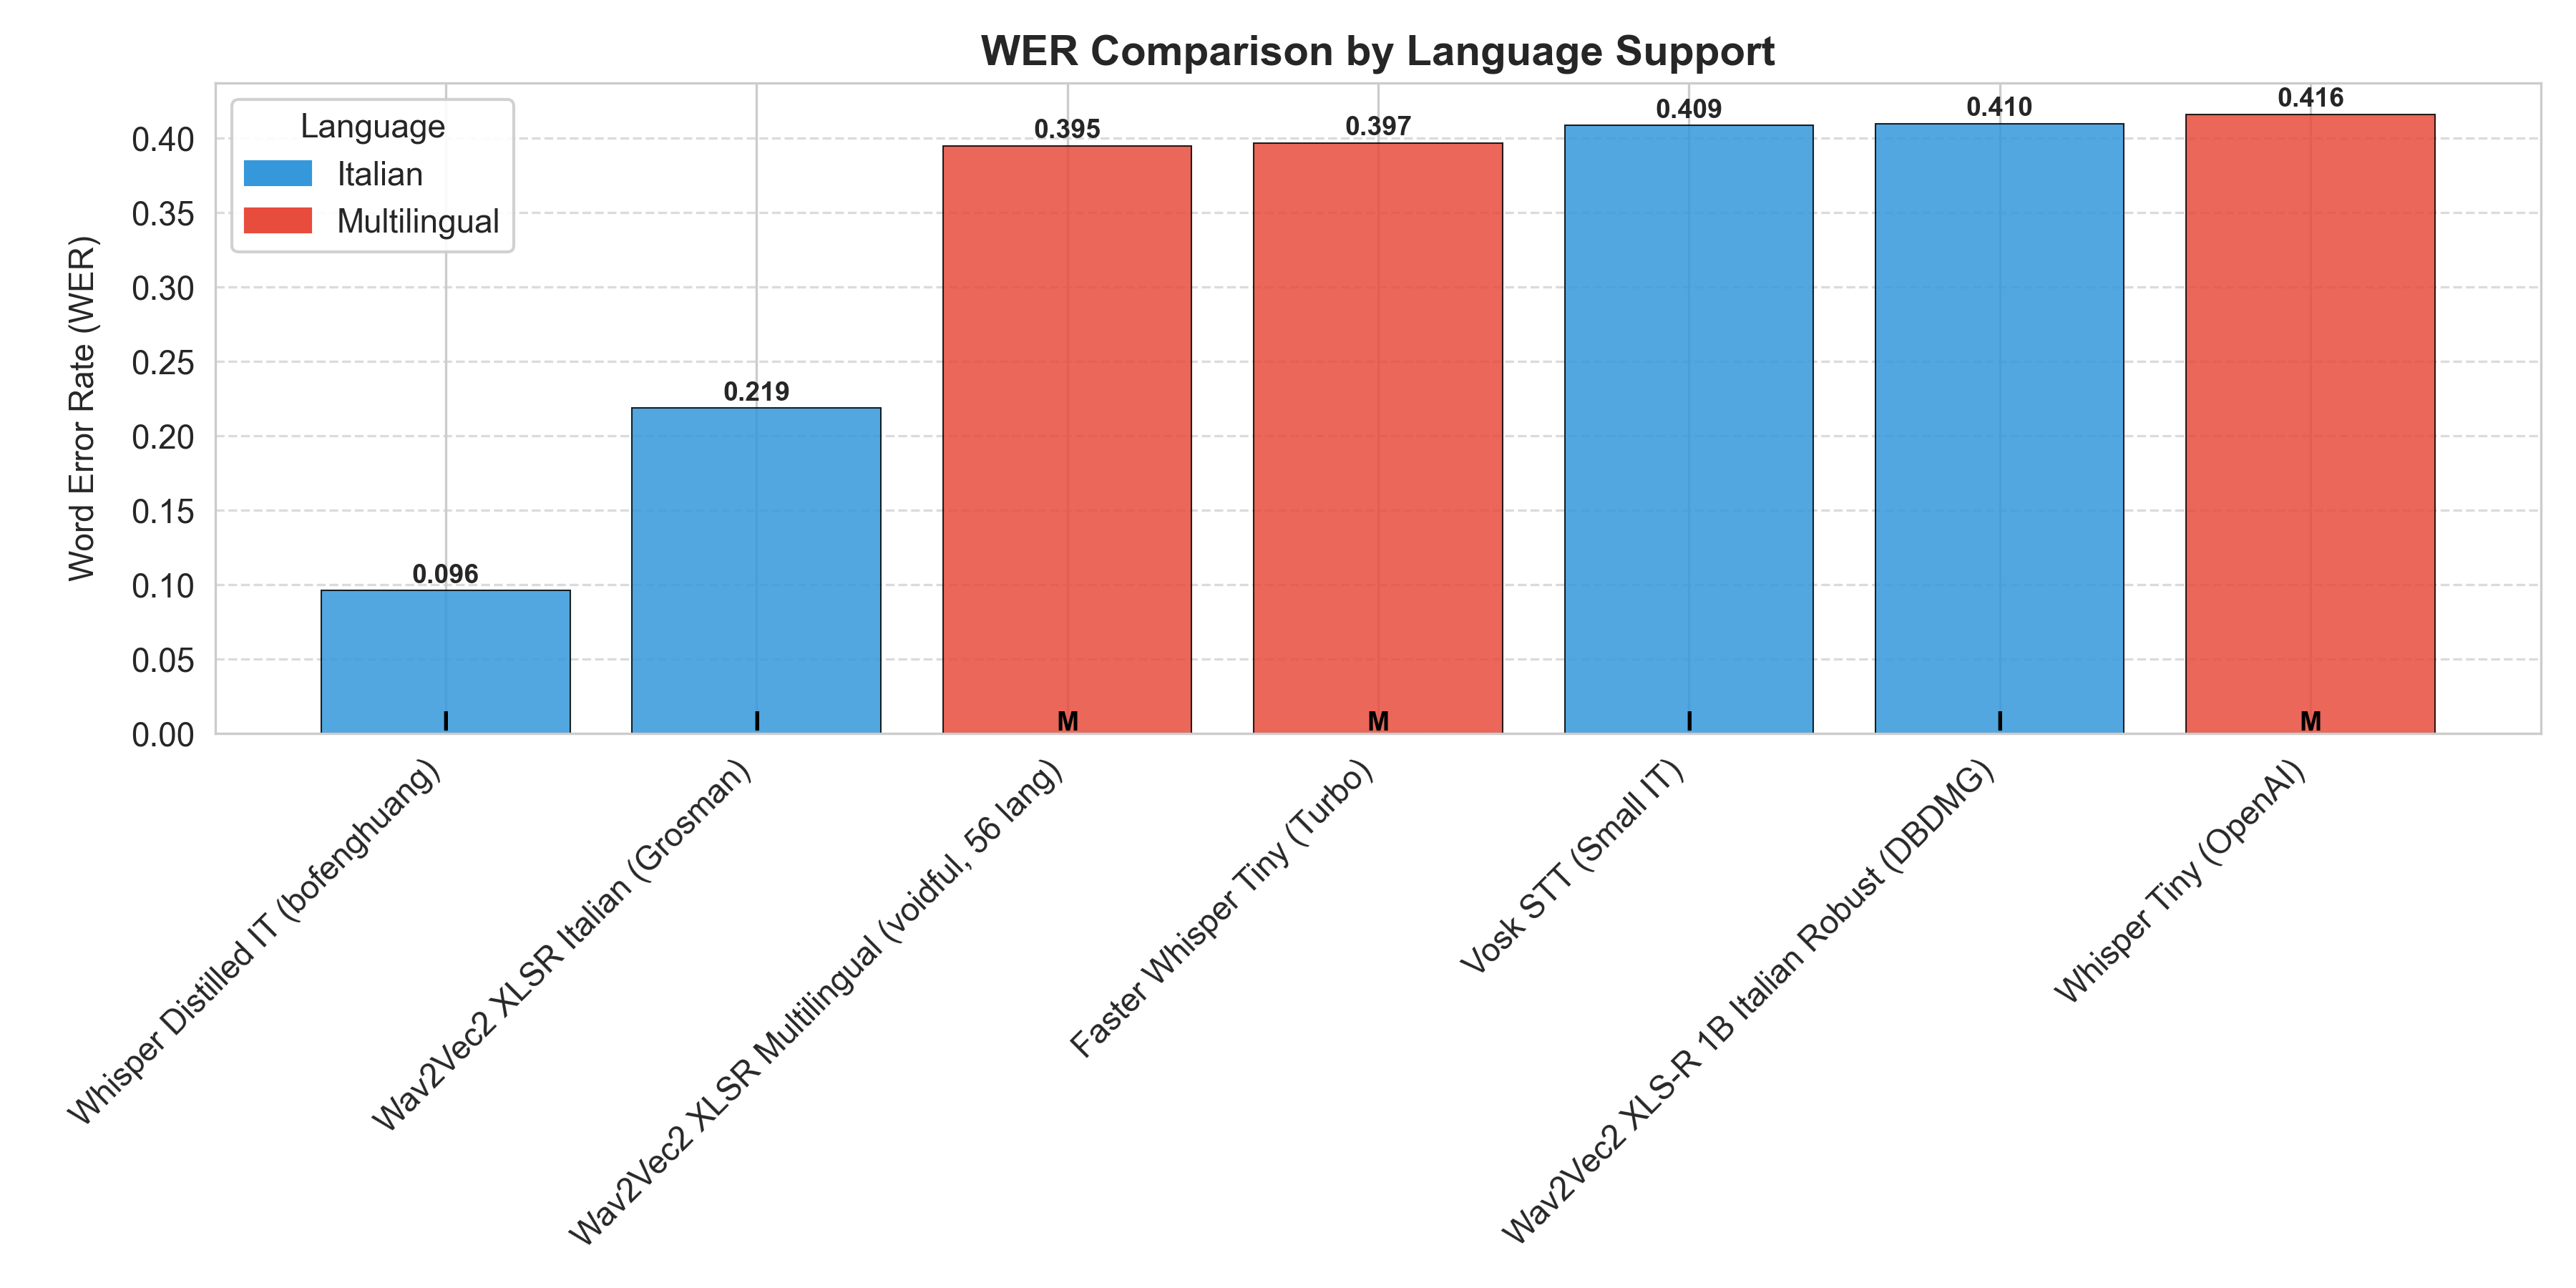 WER Comparison by Language Support
Language
Italian
Multilingual
Word Error Rate (WER)
0.40
0.35
0.30
0.25
0.20
0.15
0.10
0.05
0.00
0.096
0.219
0.395
0.397
0.409
0.410
0.416
I
I
M
M
I
I
M
Whisper Distilled IT (bofenghuang)
Wav2Vec2 XLSR Italian (Grosman)
Wav2Vec2 XLSR Multilingual (voidful, 56 lang)
Faster Whisper Tiny (Turbo)
Vosk STT (Small IT)
Wav2Vec2 XLS-R 1B Italian Robust (DBDMG)
Whisper Tiny (OpenAI)